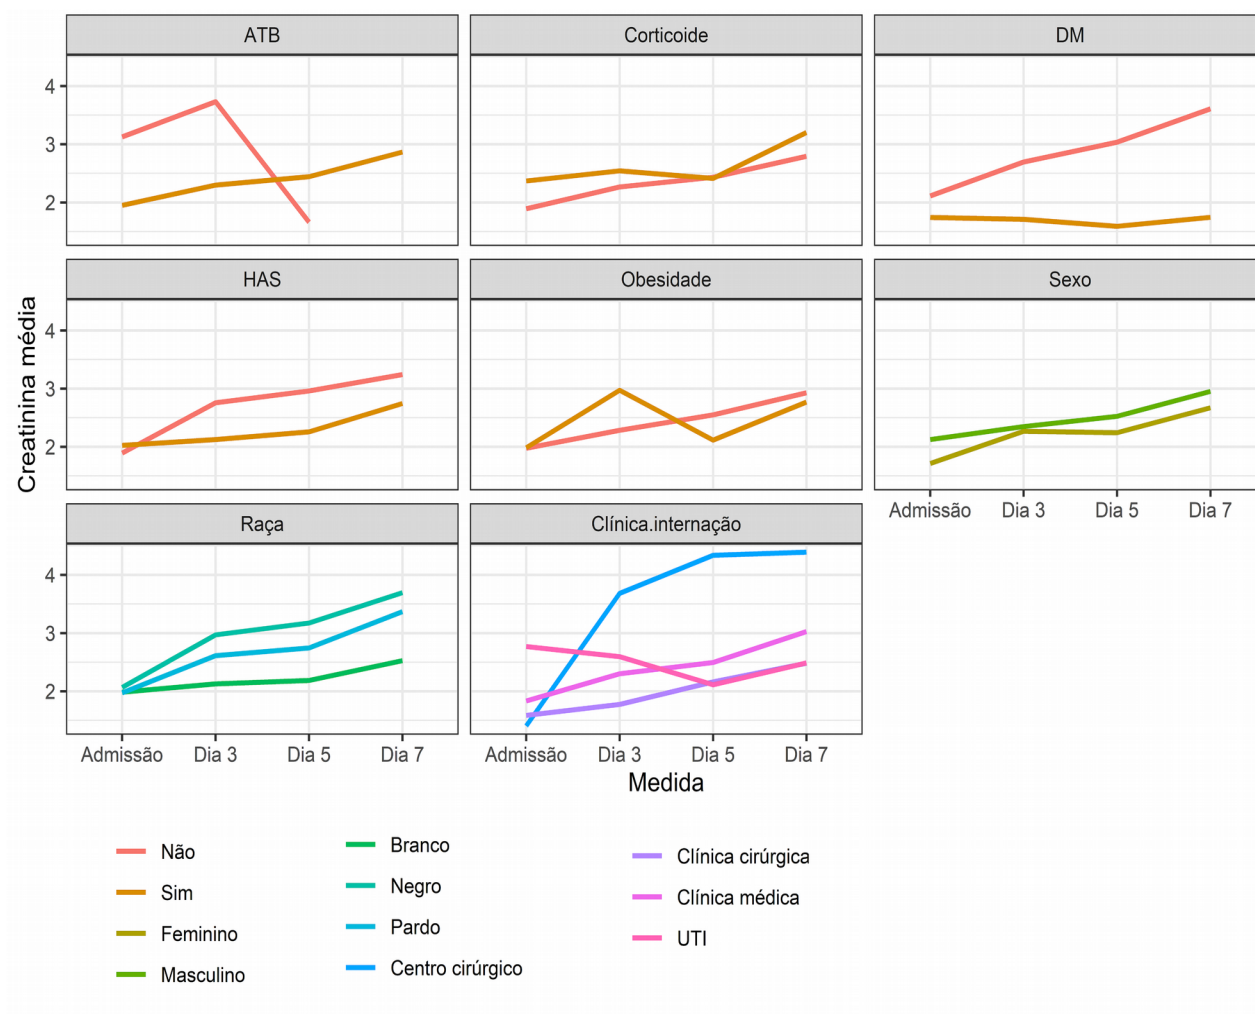 ATB
Corticoide
DM
4
3
2
HAS
Obesidade
Sexo
4
3
2
Creatinina média
Admissão Dia 3 Dia 5 Dia 7
Raça
Clínica.internação
4
3
2
Admissão Dia 3 Dia 5 Dia 7
Admissão Dia 3 Dia 5 Dia 7
Medida
Não
Sim
Feminino
Masculino
Branco
Negro
Pardo
Centro cirúrgico
Clínica cirúrgica
Clínica médica
UTI